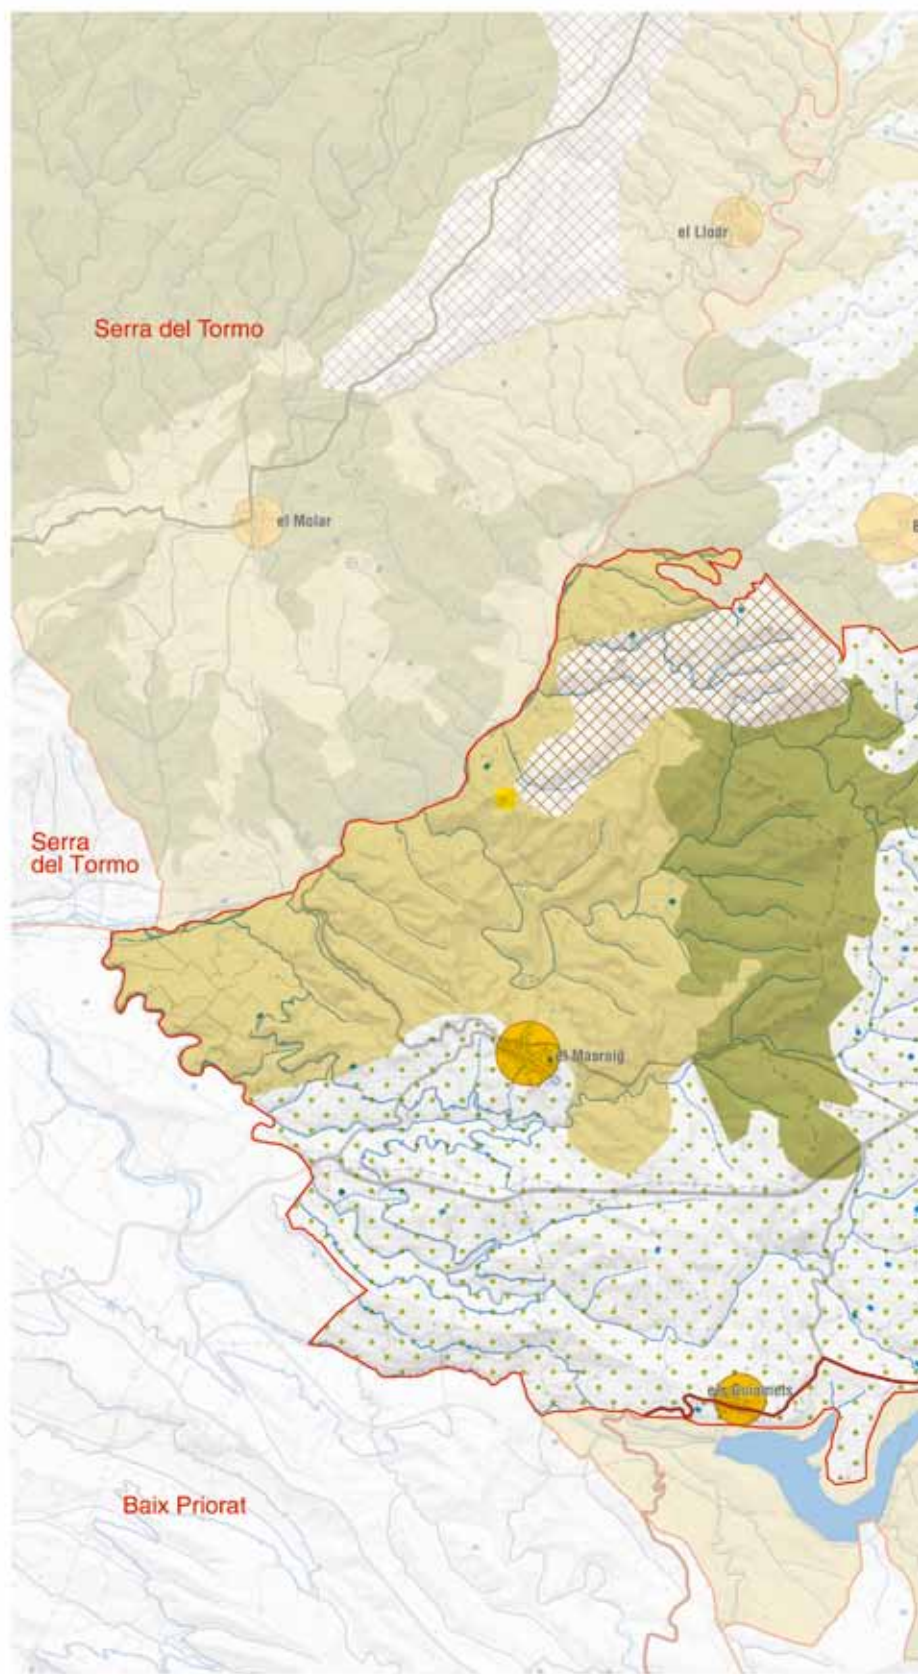 el Lloar
Serra del Tormo
el Molar
Serra
del Tormo
el Masroig
els Guiamets
Baix Priorat